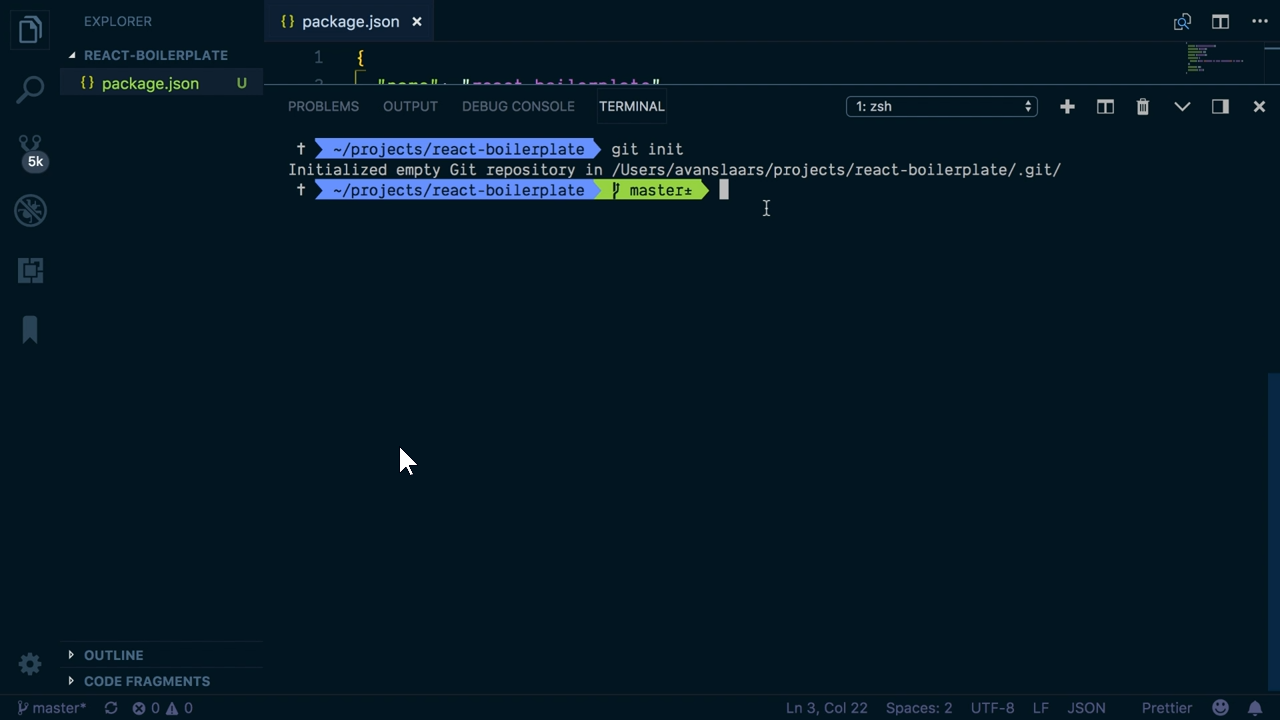 EXPLORER
REACT-BOILERPLATE
{} package.json U
5k
OUTLINE
CODE FRAGMENTS
{} package.json ×
1 {
2 "name": "react-boilerplate"
PROBLEMS OUTPUT DEBUG CONSOLE TERMINAL 1: zsh
† ~/projects/react-boilerplate git init
Initialized empty Git repository in /Users/avanslaars/projects/react-boilerplate/.git/
† ~/projects/react-boilerplate master±
master* 0 0 Ln 3, Col 22 Spaces: 2 UTF-8 LF JSON Prettier